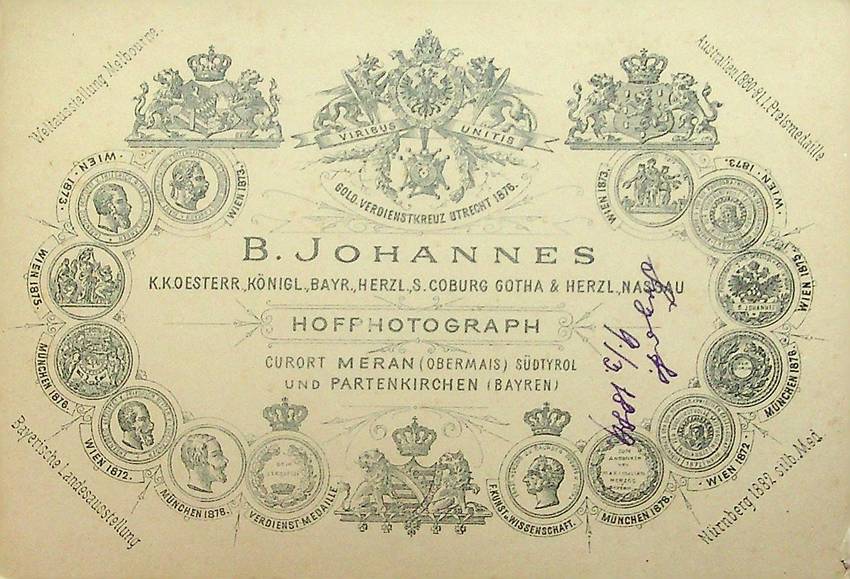 Weltausstellung Melbourne.
Australien 1880-81 I. Preismedaille
VIRIBUS UNITIS
GOLD. VERDIENSTKREUZ UTRECHT 1876.
WIEN. 1873.
WIEN 1873.
WIEN 1873.
WIEN. 1873.
B. JOHANNES
K.K.OESTERR., KÖNIGL., BAYR., HERZL., S. COBURG GOTHA & HERZL., NASSAU
HOFPHOTOGRAPH
CURORT MERAN (OBERMAIS) SÜDTYROL
UND PARTENKIRCHEN (BAYREN)
WIEN 1875.
WIEN 1875.
MÜNCHEN 1876.
MÜNCHEN 1876.
WIEN 1872.
WIEN 1872.
MÜNCHEN 1876.
VERDIENST-MEDAILLE
F. KUNST u. WISSENSCHAFT.
MÜNCHEN 1876.
Bayerische Landesausstellung
Nürnberg 1882 silb. Med.